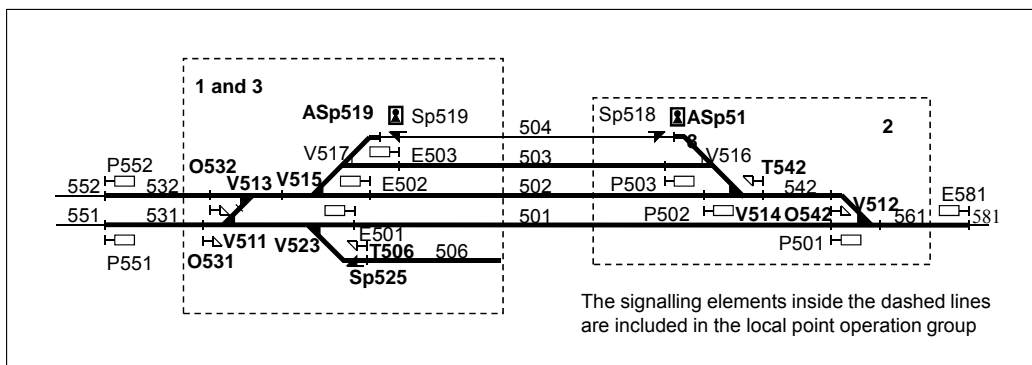 1 and 3
ASp519
Sp519
Sp518
ASp51
8
2
504
V517
E503
503
V516
P552
O532
V513
V515
E502
P503
T542
552
532
502
542
V512
E581
P502
V514
O542
551
531
501
561
581
V511
V523
E501
P501
P551
O531
T506
506
Sp525
The signalling elements inside the dashed lines
are included in the local point operation group